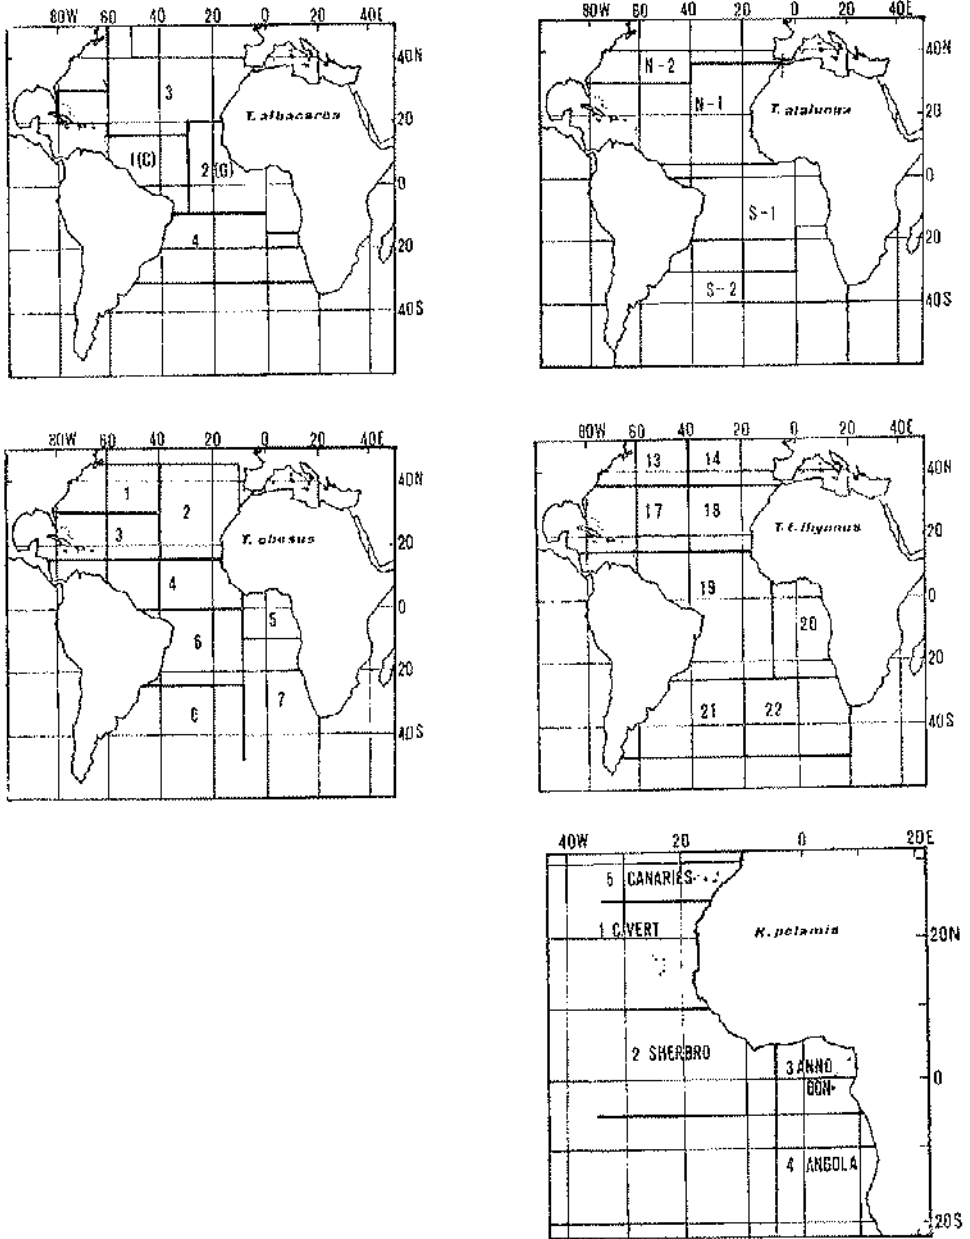 80W 60 40 20 0 20 40E
40N
20
0
20
40S
3
T. albacares
1(C)
2(G)
4
80W 60 40 20 0 20 40E
40N
20
0
20
40S
N-2
N-1
T. alalunga
S-1
S-2
80W 60 40 20 0 20 40E
40N
20
0
20
40S
1
2
3
T. obesus
4
5
6
7
80W 60 40 20 0 20 40E
40N
20
0
20
40S
13 14
17 18
T. t. thynnus
19
20
21 22
40W 20 0 20E
20N
0
20S
5 CANARIES
1 C.VERT
K. pelamis
2 SHERBRO
3 ANNO
BON
4 ANGOLA